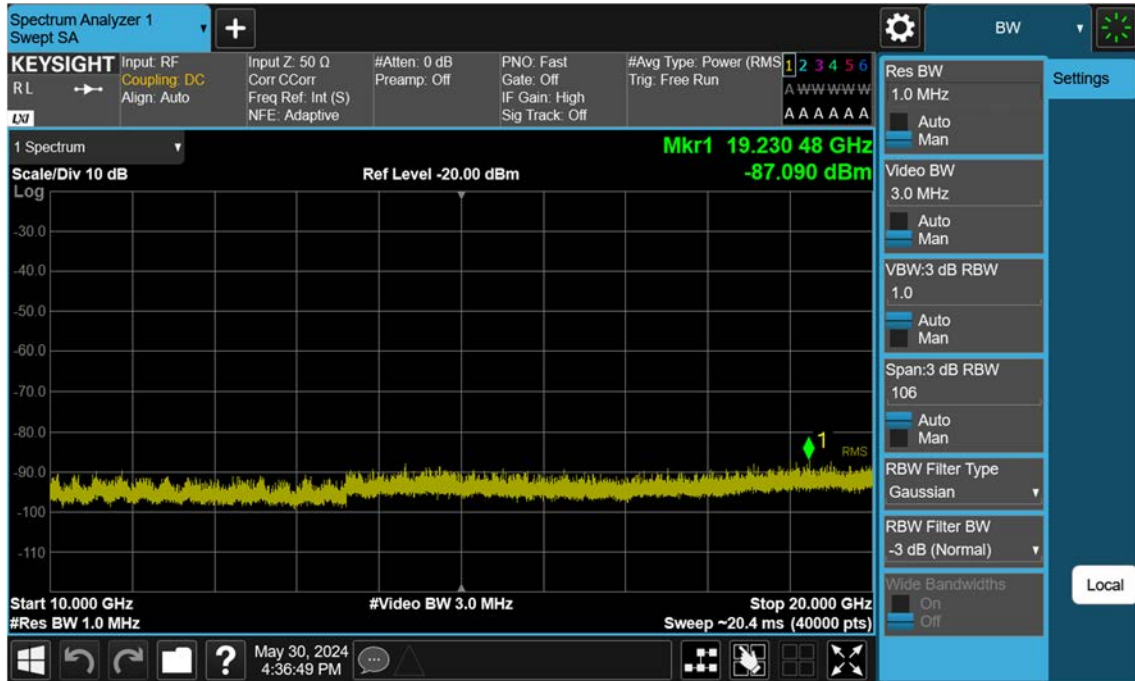 Spectrum Analyzer 1
Swept SA
BW
KEYSIGHT
R L
LXI
Input: RF
Coupling: DC
Align: Auto
Input Z: 50 Ω
Corr CCorr
Freq Ref: Int (S)
NFE: Adaptive
#Atten: 0 dB
Preamp: Off
PNO: Fast
Gate: Off
IF Gain: High
Sig Track: Off
#Avg Type: Power (RMS
Trig: Free Run
1 2 3 4 5 6
A W W W W W
A A A A A A
1 Spectrum
Mkr1 19.230 48 GHz
-87.090 dBm
Scale/Div 10 dB
Ref Level -20.00 dBm
Log
-30.0
-40.0
-50.0
-60.0
-70.0
-80.0
-90.0
-100
-110
1
RMS
Start 10.000 GHz
#Res BW 1.0 MHz
#Video BW 3.0 MHz
Stop 20.000 GHz
Sweep ~20.4 ms (40000 pts)
Res BW
1.0 MHz
Auto
Man
Video BW
3.0 MHz
Auto
Man
VBW:3 dB RBW
1.0
Auto
Man
Span:3 dB RBW
106
Auto
Man
RBW Filter Type
Gaussian
RBW Filter BW
-3 dB (Normal)
Wide Bandwidths
On
Off
Settings
Local
?
May 30, 2024
4:36:49 PM